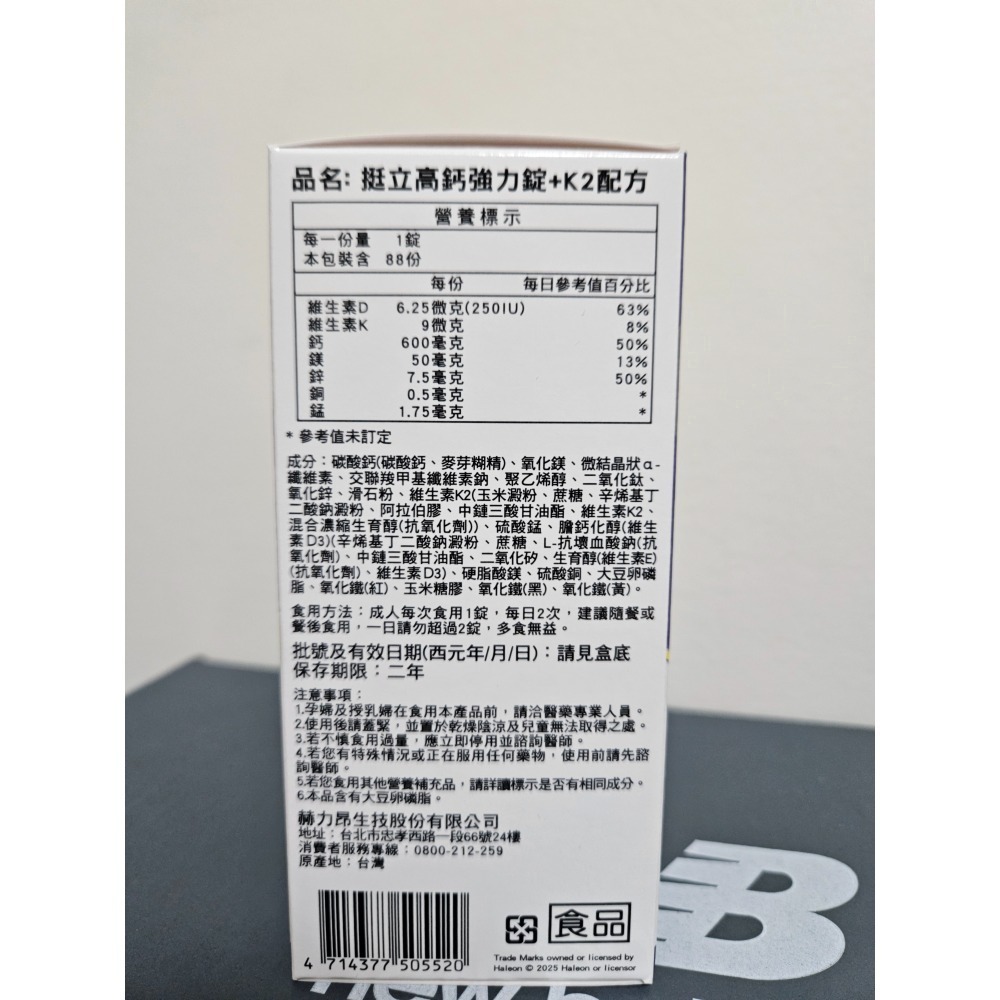 品名: 挺立高鈣強力錠+K2配方
營養標示
每一份量 1錠
本包裝含 88份
每份 每日參考值百分比
維生素D 6.25微克(250IU) 63%
維生素K 9微克 8%
鈣 600毫克 50%
鎂 50毫克 13%
鋅 7.5毫克 50%
銅 0.5毫克 *
錳 1.75毫克 *
* 參考值未訂定
成分：碳酸鈣(碳酸鈣、麥芽糊精)、氧化鎂、微結晶狀α-
纖維素、交聯羧甲基纖維素鈉、聚乙烯醇、二氧化鈦、
氧化鋅、滑石粉、維生素K2(玉米澱粉、蔗糖、辛烯基丁
二酸鈉澱粉、阿拉伯膠、中鏈三酸甘油酯、維生素K2、
混合濃縮生育醇(抗氧化劑))、硫酸錳、膽鈣化醇(維生
素D3)(辛烯基丁二酸鈉澱粉、蔗糖、L-抗壞血酸鈉(抗
氧化劑)、中鏈三酸甘油酯、二氧化矽、生育醇(維生素E)
(抗氧化劑)、維生素D3)、硬脂酸鎂、硫酸銅、大豆卵磷
脂、氧化鐵(紅)、玉米糖膠、氧化鐵(黑)、氧化鐵(黃)。
食用方法：成人每次食用1錠，每日2次，建議隨餐或
餐後食用，一日請勿超過2錠，多食無益。
批號及有效日期(西元年/月/日)：請見盒底
保存期限：二年
注意事項：
1.孕婦及授乳婦在食用本產品前，請洽醫藥專業人員。
2.使用後請蓋緊，並置於乾燥陰涼及兒童無法取得之處。
3.若不慎食用過量，應立即停用並諮詢醫師。
4.若您有特殊情況或正在服用任何藥物，使用前請先諮
詢醫師。
5.若您食用其他營養補充品，請詳讀標示是否有相同成分。
6.本品含有大豆卵磷脂。
赫力昂生技股份有限公司
地址：台北市忠孝西路一段66號24樓
消費者服務專線：0800-212-259
原產地：台灣
食品
4 714377 505520
Trade Marks owned or licensed by
Haleon © 2025 Haleon or licensor